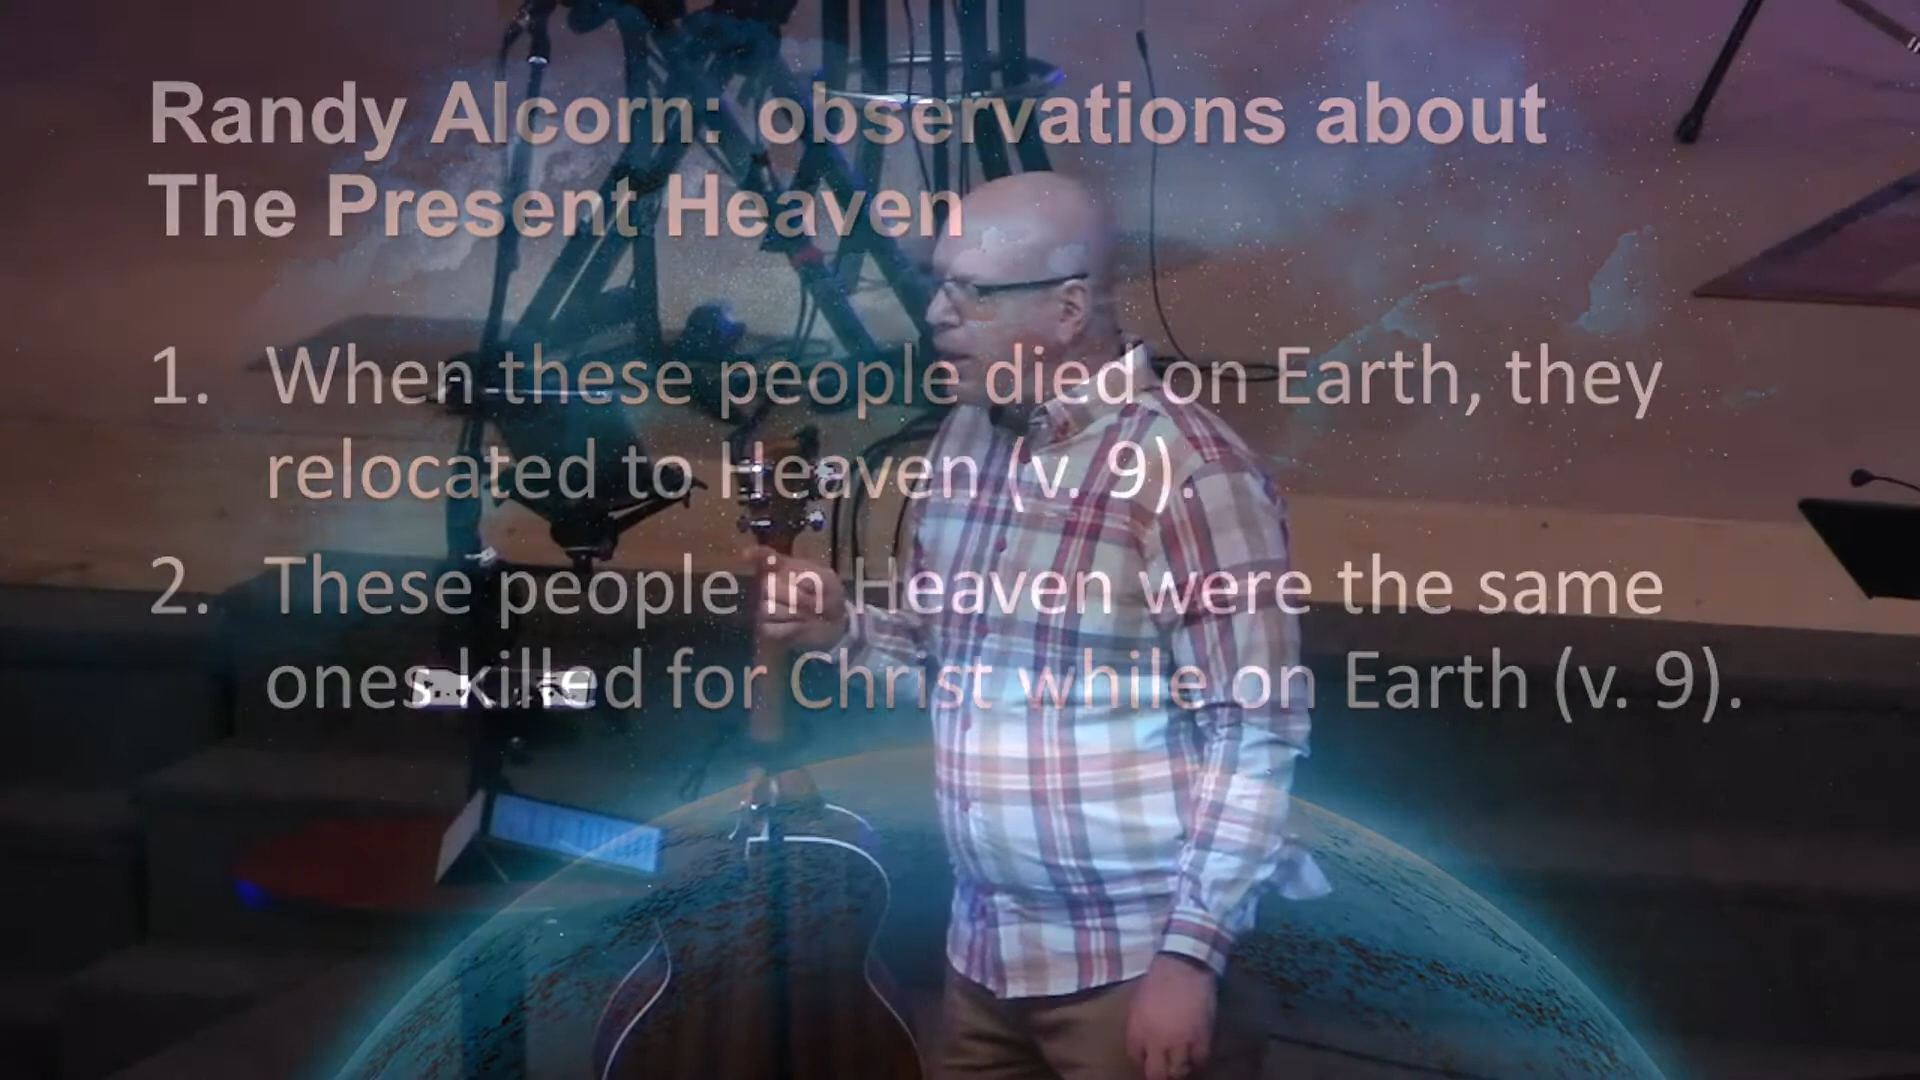 Randy Alcorn: observations about
The Present Heaven
1. When these people died on Earth, they
relocated to Heaven (v. 9).
2. These people in Heaven were the same
ones killed for Christ while on Earth (v. 9).